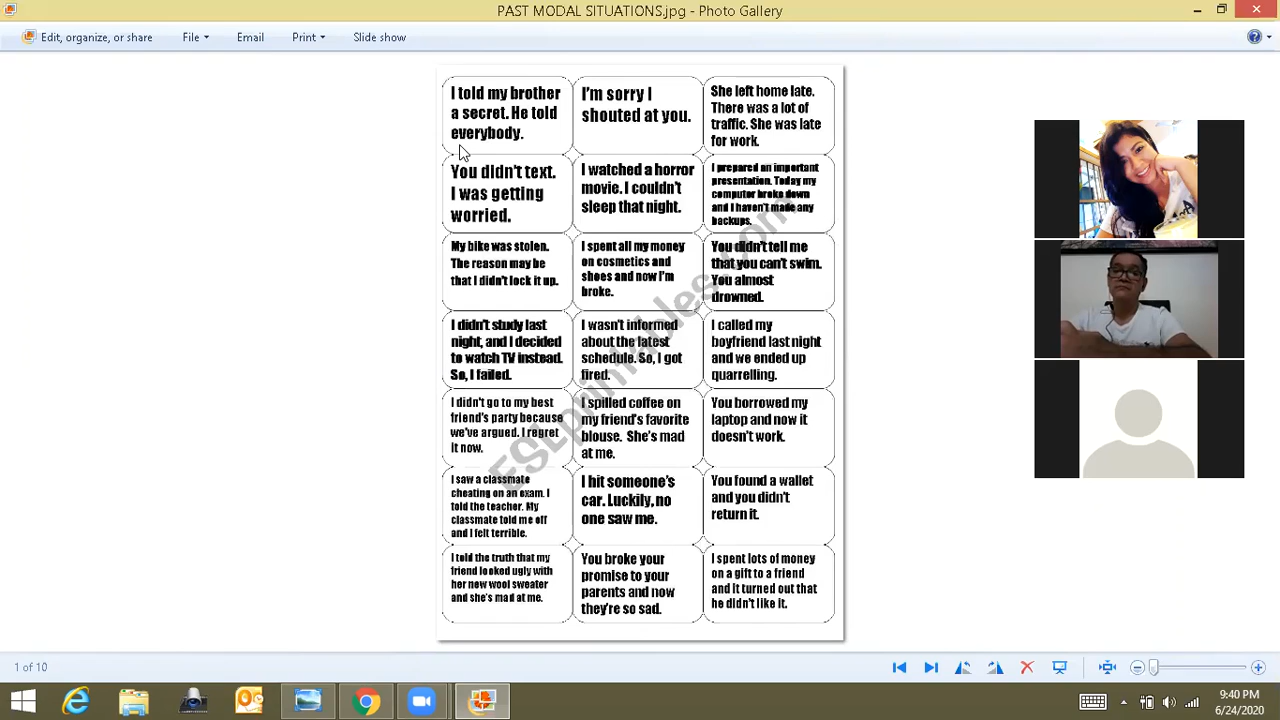 PAST MODAL SITUATIONS.jpg - Photo Gallery
Edit, organize, or share File Email Print Slide show
I told my brother
a secret. He told
everybody.
I'm sorry I
shouted at you.
She left home late.
There was a lot of
traffic. She was late
for work.
You didn't text.
I was getting
worried.
I watched a horror
movie. I couldn't
sleep that night.
I prepared an important
presentation. Today my
computer broke down
and I haven't made any
backups.
My bike was stolen.
The reason may be
that I didn't lock it up.
I spent all my money
on cosmetics and
shoes and now I'm
broke.
You didn't tell me
that you can't swim.
You almost
drowned.
I didn't study last
night, and I decided
to watch TV instead.
So, I failed.
I wasn't informed
about the latest
schedule. So, I got
fired.
I called my
boyfriend last night
and we ended up
quarrelling.
I didn't go to my best
friend's party because
we've argued. I regret
it now.
I spilled coffee on
my friend's favorite
blouse. She's mad
at me.
You borrowed my
laptop and now it
doesn't work.
I saw a classmate
cheating on an exam. I
told the teacher. My
classmate told me off
and I felt terrible.
I hit someone's
car. Luckily, no
one saw me.
You found a wallet
and you didn't
return it.
I told the truth that my
friend looked ugly with
her new wool sweater
and she's mad at me.
You broke your
promise to your
parents and now
they're so sad.
I spent lots of money
on a gift to a friend
and it turned out that
he didn't like it.
ESLprintables.com
1 of 10
9:40 PM
6/24/2020